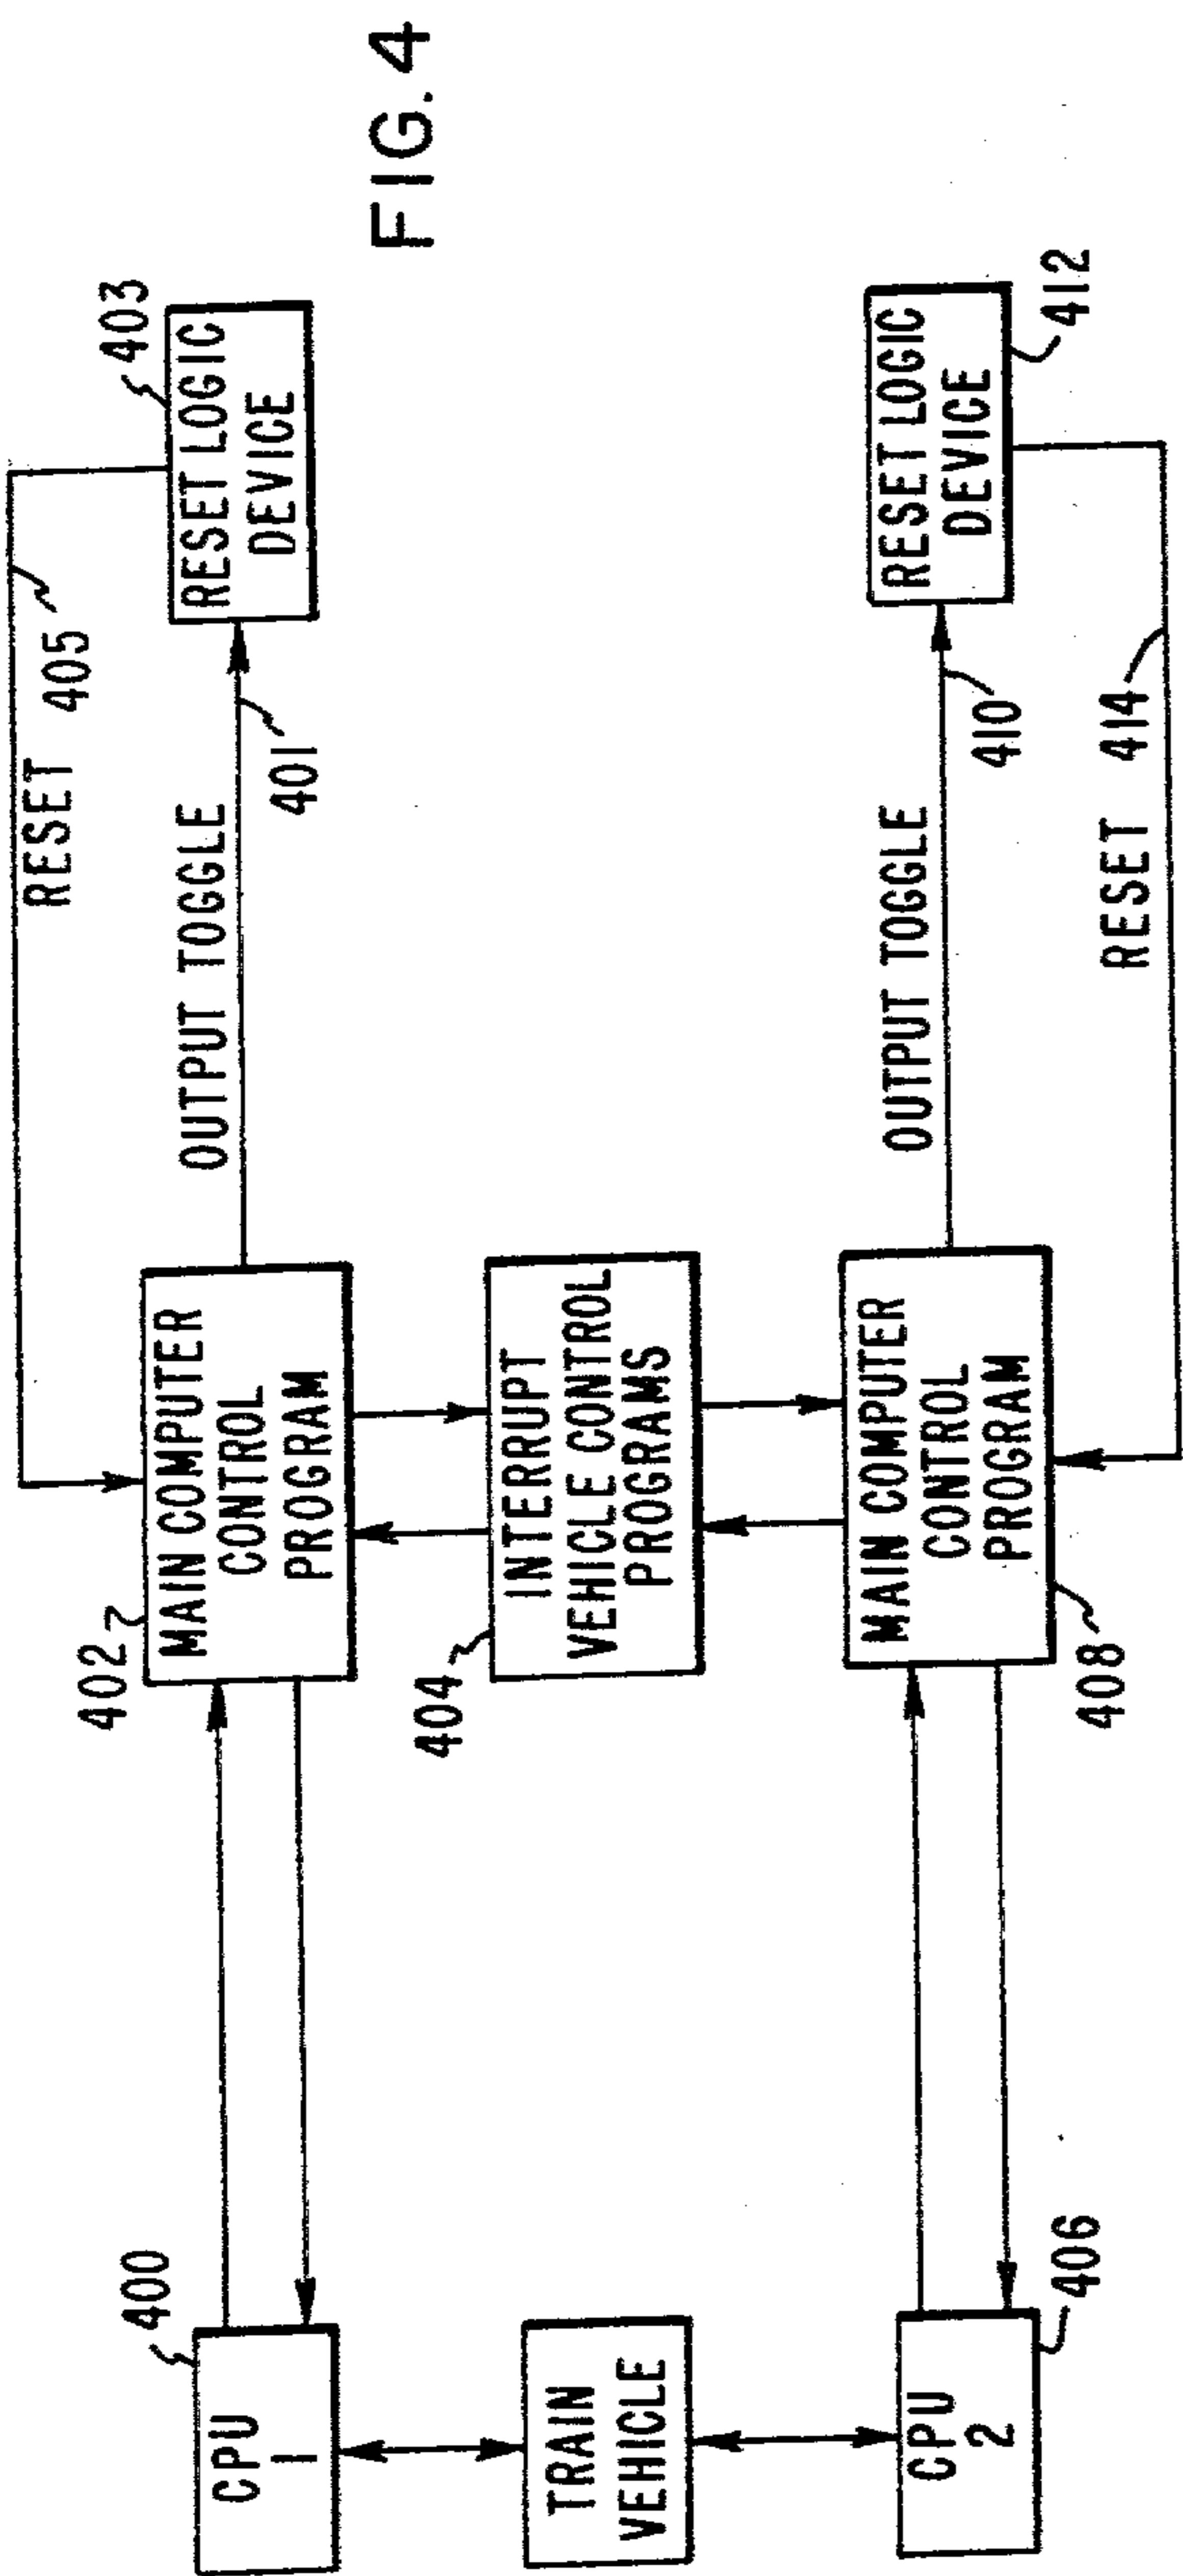 FIG. 4
400
CPU
1
402
MAIN COMPUTER
CONTROL
PROGRAM
OUTPUT TOGGLE
401
RESET 405
403
RESET LOGIC
DEVICE
TRAIN
VEHICLE
404
INTERRUPT
VEHICLE CONTROL
PROGRAMS
CPU
2
406
MAIN COMPUTER
CONTROL
PROGRAM
408
OUTPUT TOGGLE
410
RESET LOGIC
DEVICE
412
RESET 414